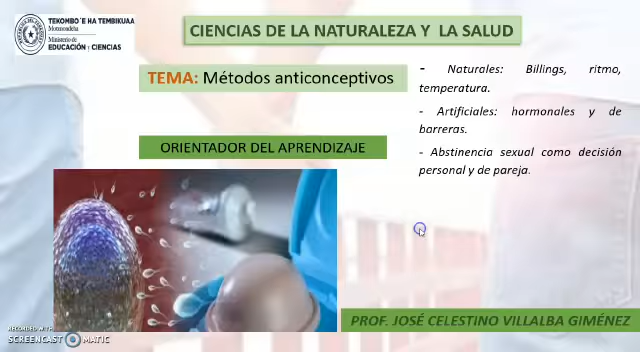 TEKOMBO´E HA TEMBIKUAA
Motenondeha
Ministerio de
EDUCACIÓN Y CIENCIAS
CIENCIAS DE LA NATURALEZA Y LA SALUD
TEMA: Métodos anticonceptivos
ORIENTADOR DEL APRENDIZAJE
- Naturales: Billings, ritmo,
temperatura.
- Artificiales: hormonales y de
barreras.
- Abstinencia sexual como decisión
personal y de pareja.
PROF. JOSÉ CELESTINO VILLALBA GIMÉNEZ
RECORDED WITH
SCREENCAST MATIC